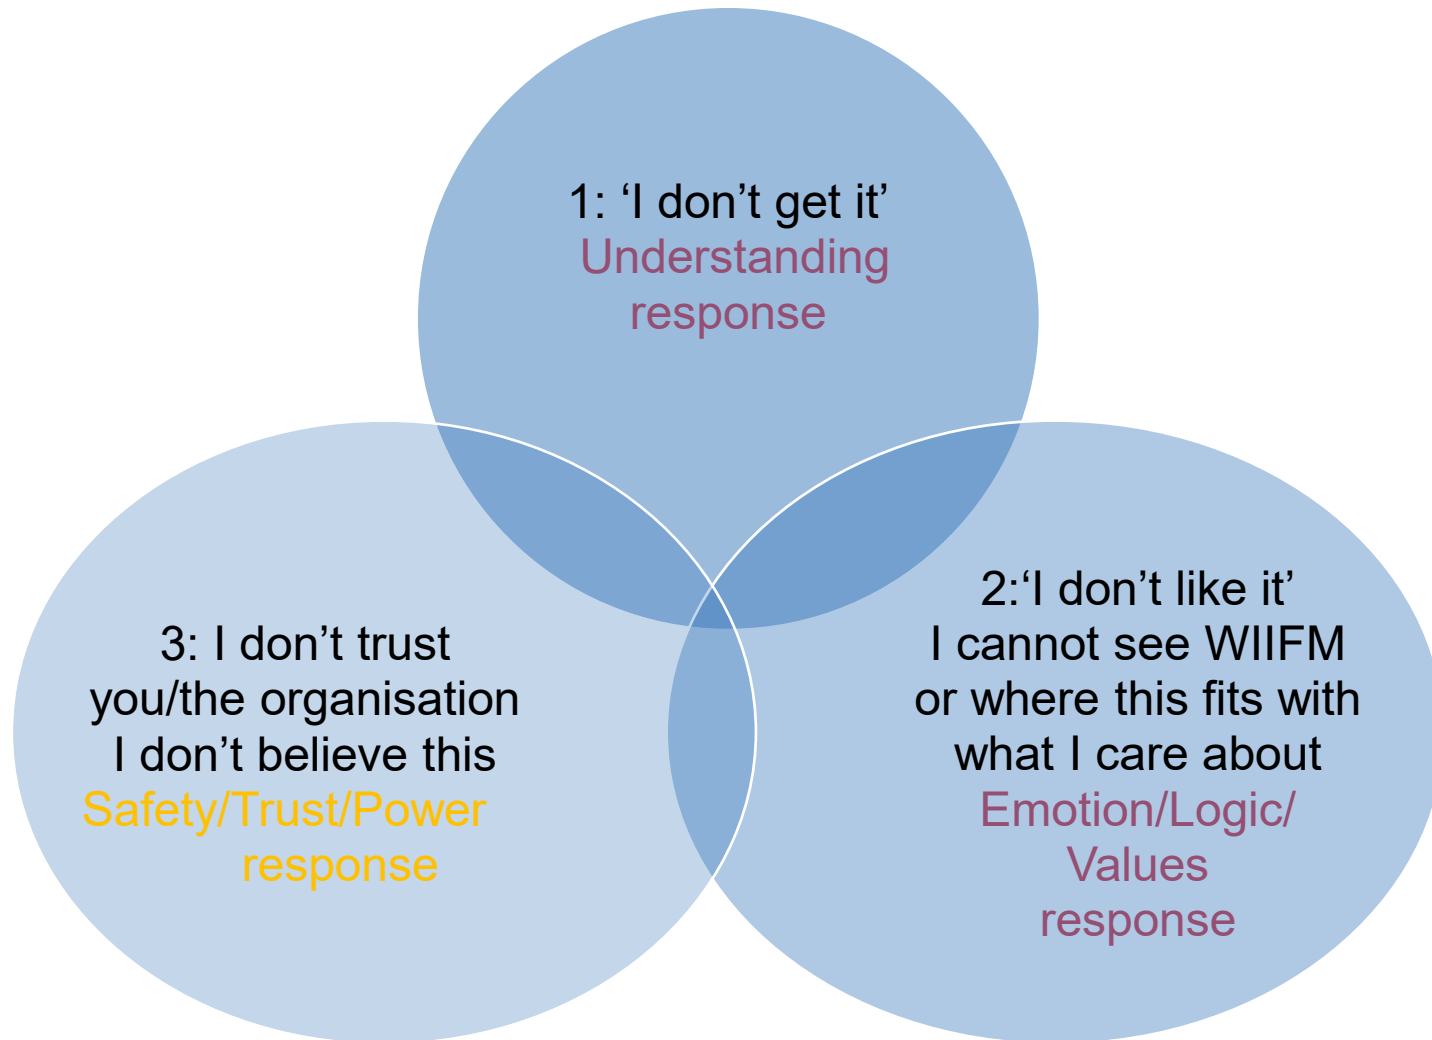 1: ‘I don’t get it’
Understanding
response
2:‘I don’t like it’
I cannot see WIIFM
or where this fits with
what I care about
Emotion/Logic/
Values
response
3: I don’t trust
you/the organisation
I don’t believe this
Safety/Trust/Power
response